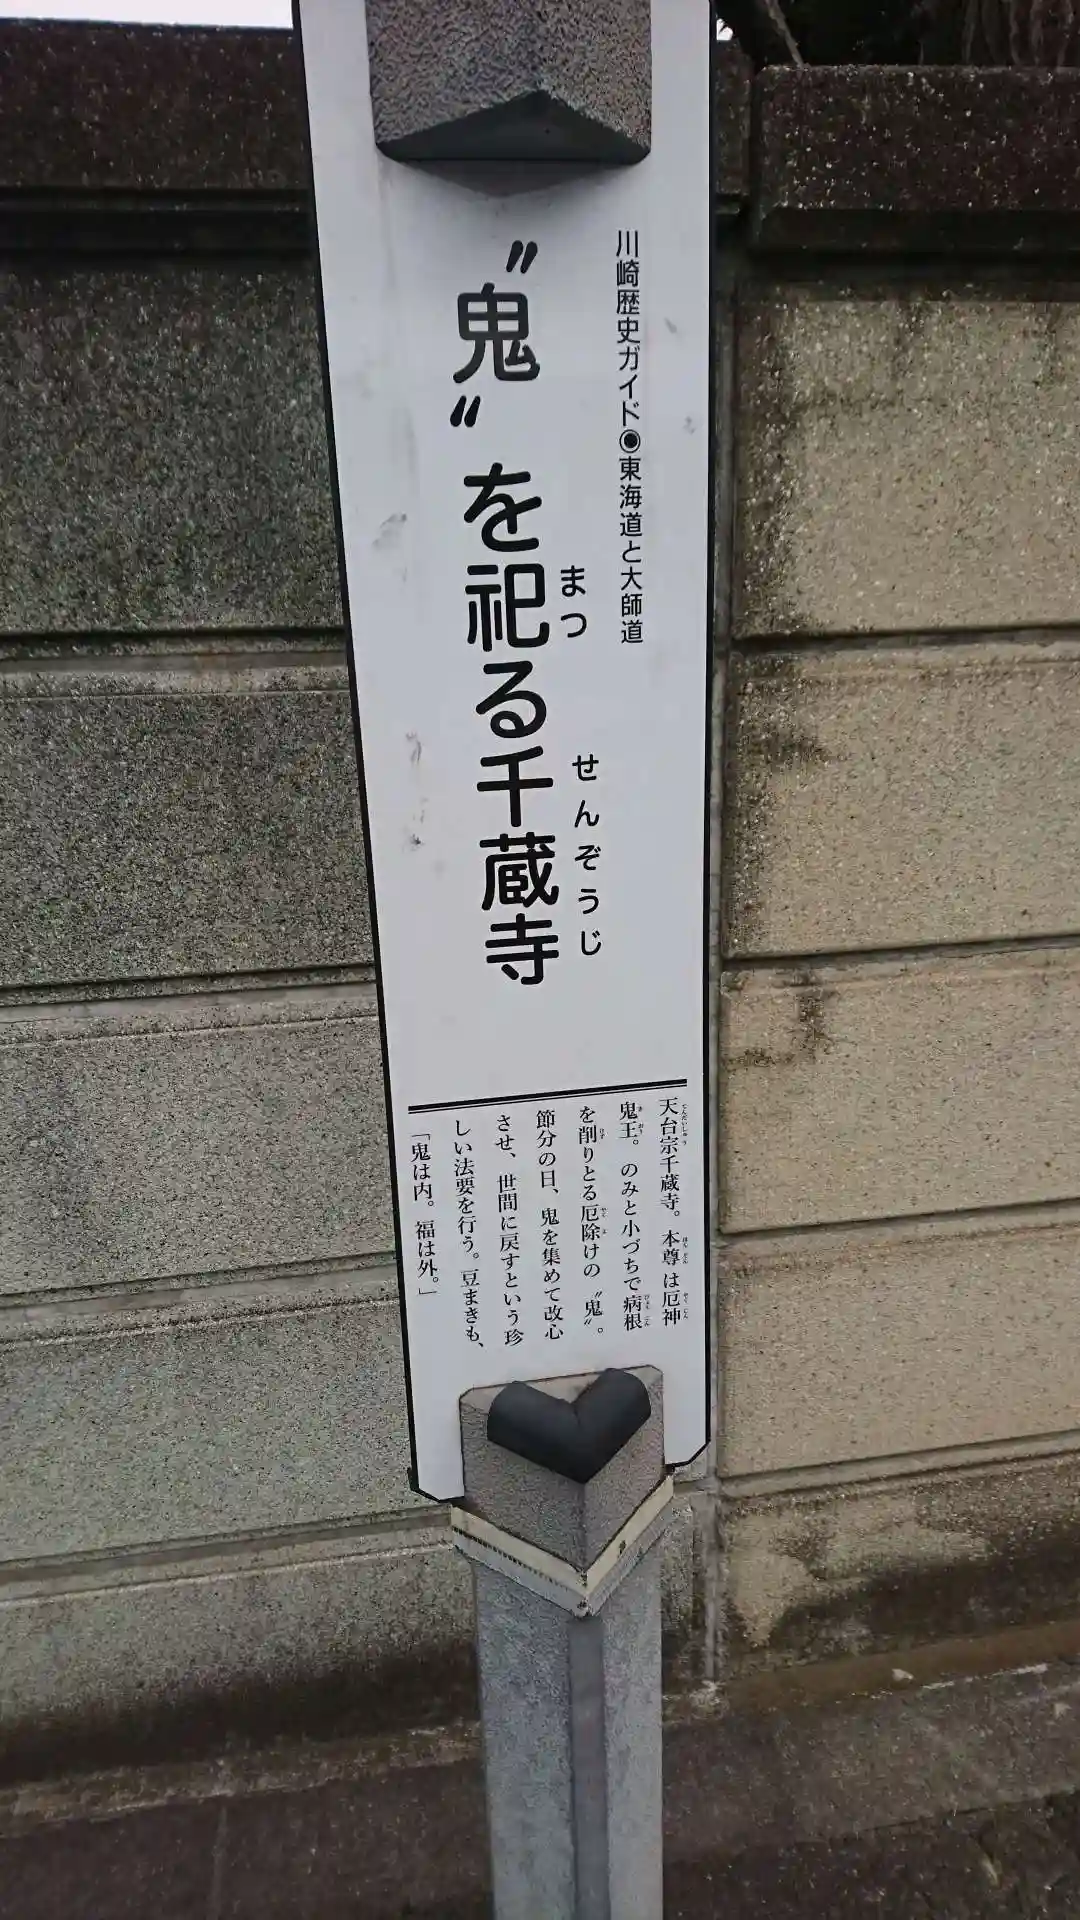 川崎歴史ガイド◉東海道と大師道
〝鬼〟を祀る千蔵寺
まつ
せんぞうじ
天台宗千蔵寺。本尊は厄神
鬼王。のみと小づちで病根
を削りとる厄除けの〝鬼〟。
節分の日、鬼を集めて改心
させ、世間に戻すという珍
しい法要を行う。豆まきも、
「鬼は内。福は外。」